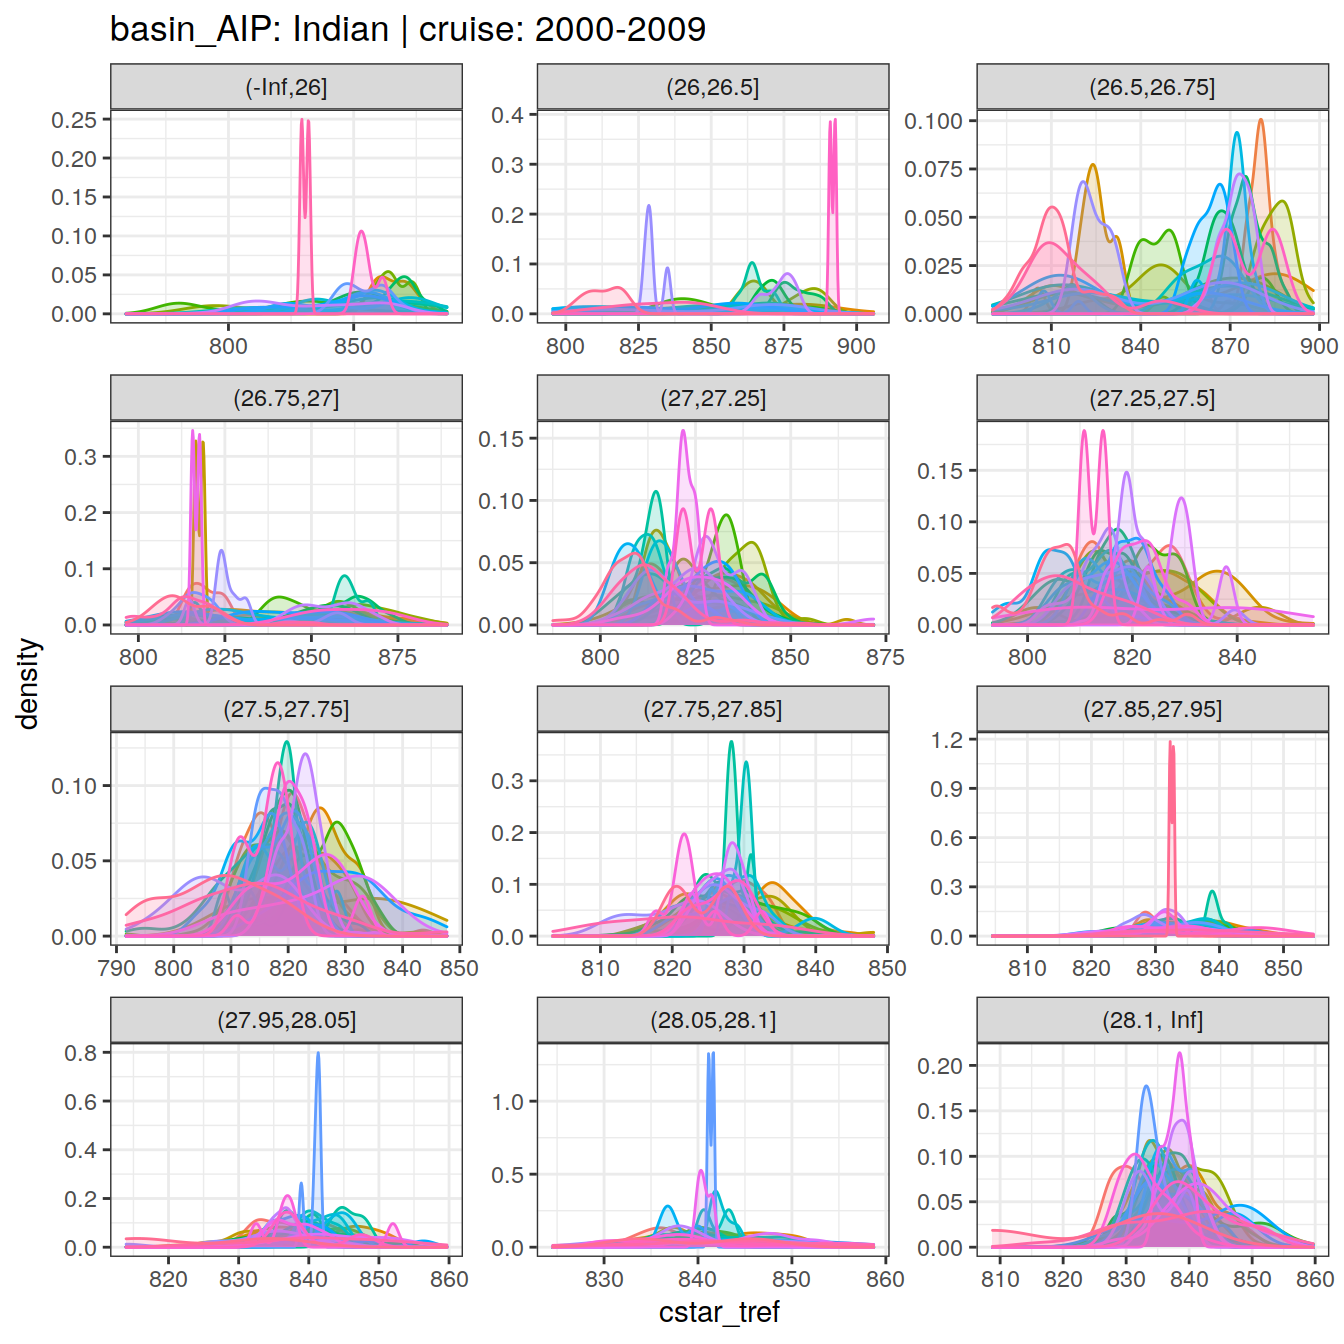 basin_AIP: Indian | cruise: 2000-2009
(-Inf,26] (26,26.5] (26.5,26.75]
0.25 0.20 0.15 0.10 0.05 0.00
800 850
0.4 0.3 0.2 0.1 0.0
800 825 850 875 900
0.100 0.075 0.050 0.025 0.000
810 840 870 900
(26.75,27] (27,27.25] (27.25,27.5]
0.3 0.2 0.1 0.0
800 825 850 875
0.15 0.10 0.05 0.00
800 825 850 875
0.15 0.10 0.05 0.00
800 820 840
density
(27.5,27.75] (27.75,27.85] (27.85,27.95]
0.10 0.05 0.00
790 800 810 820 830 840 850
0.3 0.2 0.1 0.0
810 820 830 840 850
1.2 0.9 0.6 0.3 0.0
810 820 830 840 850
(27.95,28.05] (28.05,28.1] (28.1, Inf]
0.8 0.6 0.4 0.2 0.0
820 830 840 850 860
1.0 0.5 0.0
830 840 850 860
0.20 0.15 0.10 0.05 0.00
810 820 830 840 850 860
cstar_tref